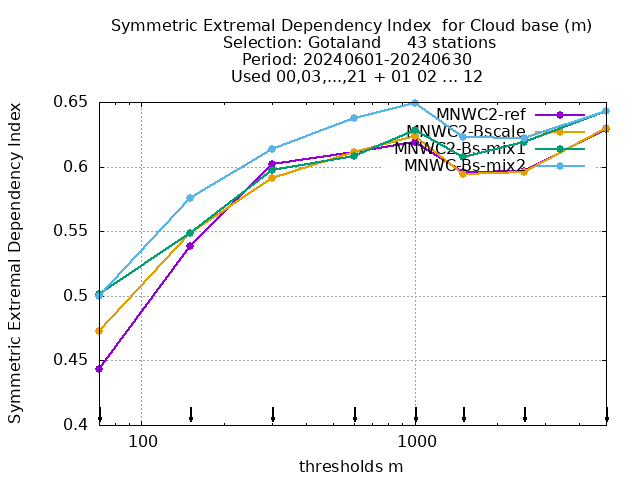 Symmetric Extremal Dependency Index  for Cloud base (m)
Selection: Gotaland     43 stations
Period: 20240601-20240630
Used 00,03,...,21 + 01 02 ... 12
Symmetric Extremal Dependency Index
0.65
0.6
0.55
0.5
0.45
0.4
MNWC2-ref
MNWC2-Bscale
MNWC2-Bs-mix1
MNWC-Bs-mix2
100
1000
thresholds m